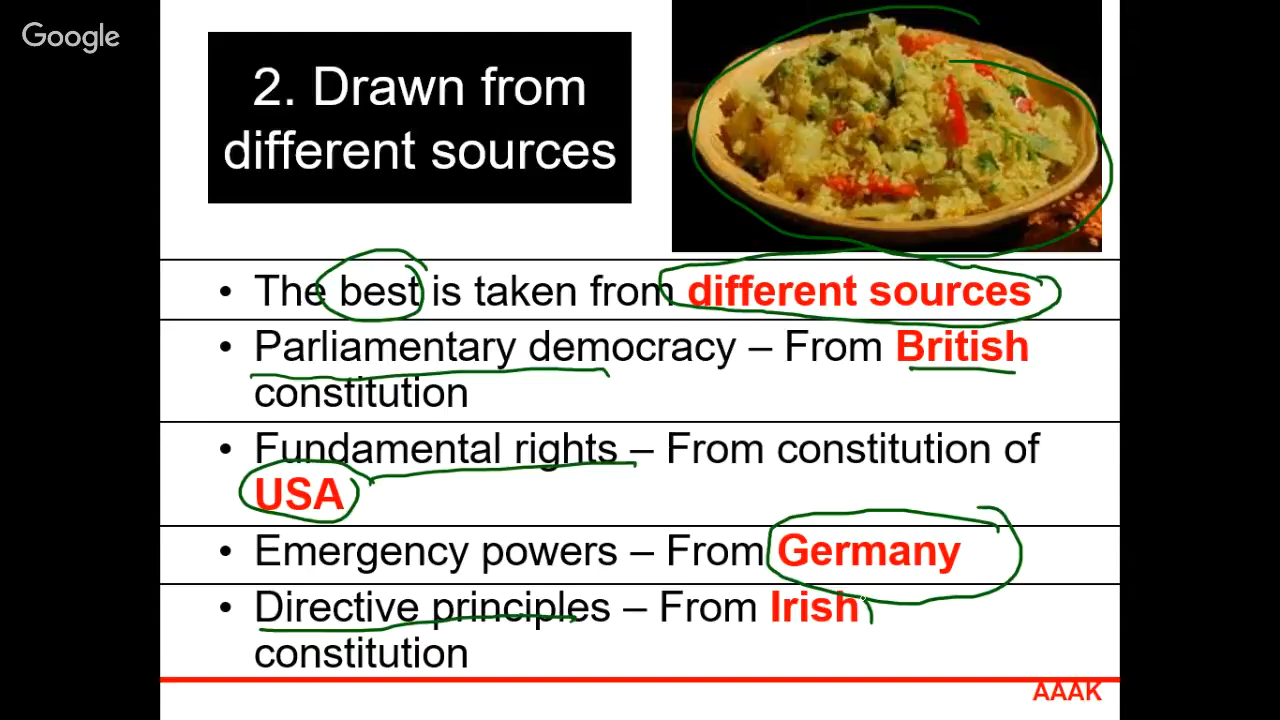 Google
2. Drawn from
different sources
• The best is taken from different sources
• Parliamentary democracy – From British
constitution
• Fundamental rights – From constitution of
USA
• Emergency powers – From Germany
• Directive principles – From Irish
constitution
AAAK